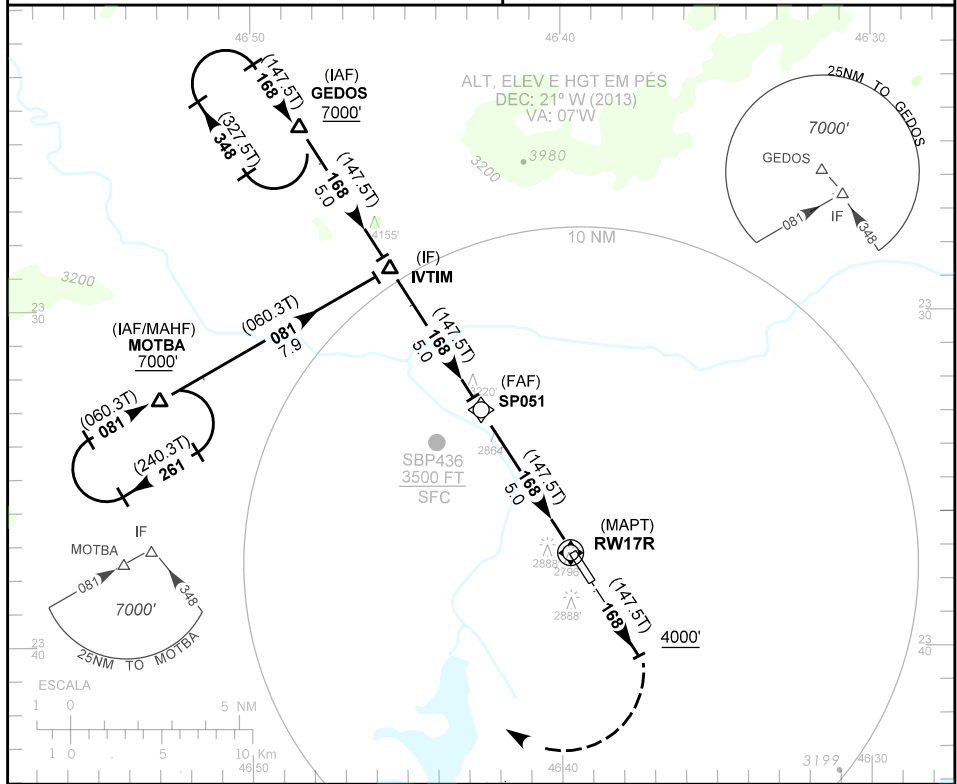 46 50
46 40
46 30
(IAF)
GEDOS
7000'
(147.5T)
168
(327.5T)
348
(147.5T)
168
5.0
ALT, ELEV E HGT EM PÉS
DEC: 21º W (2013)
VA: 07'W
3980
3200
25NM TO GEDOS
7000'
GEDOS
IF
081
348
4155'
10 NM
(IF)
IVTIM
3200
23
30
23
30
(IAF/MAHF)
MOTBA
7000'
(060.3T)
081
7.9
(147.5T)
168
5.0
3220'
(FAF)
SP051
(060.3T)
081
(240.3T)
261
2864'
SBP436
3500 FT
SFC
(147.5T)
168
5.0
(MAPT)
RW17R
2888'
2798'
2888'
IF
MOTBA
081
348
7000'
25NM TO MOTBA
(147.5T)
168
4000'
23
40
23
40
ESCALA
1 0 5 NM
1 0 5 10 Km
46 50
46 40
3199
46 30